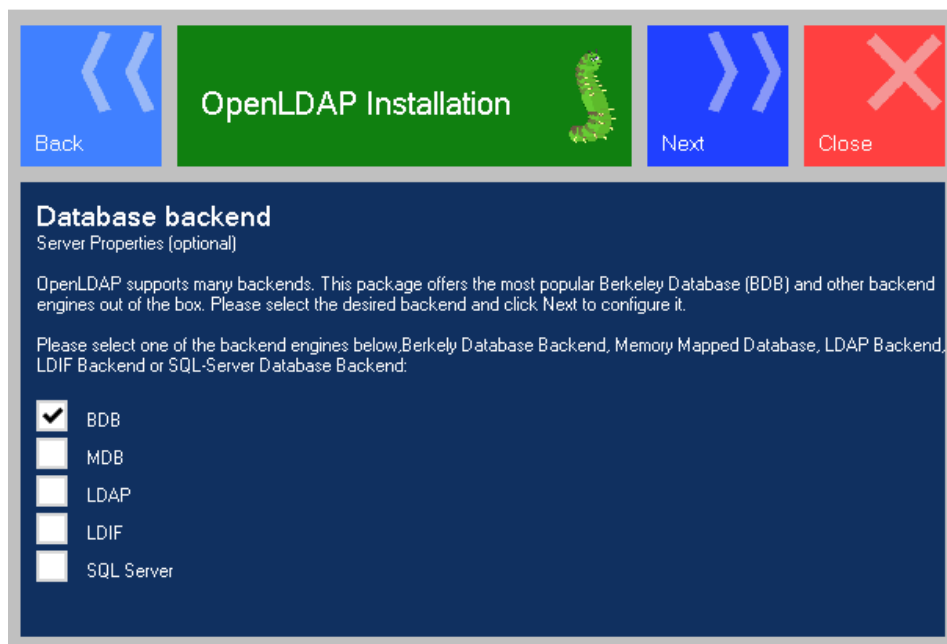 Back
OpenLDAP Installation
Next
Close
Database backend
Server Properties (optional)
OpenLDAP supports many backends. This package offers the most popular Berkeley Database (BDB) and other backend
engines out of the box. Please select the desired backend and click Next to configure it.
Please select one of the backend engines below,Berkely Database Backend, Memory Mapped Database, LDAP Backend,
LDIF Backend or SQL-Server Database Backend:
BDB
MDB
LDAP
LDIF
SQL Server